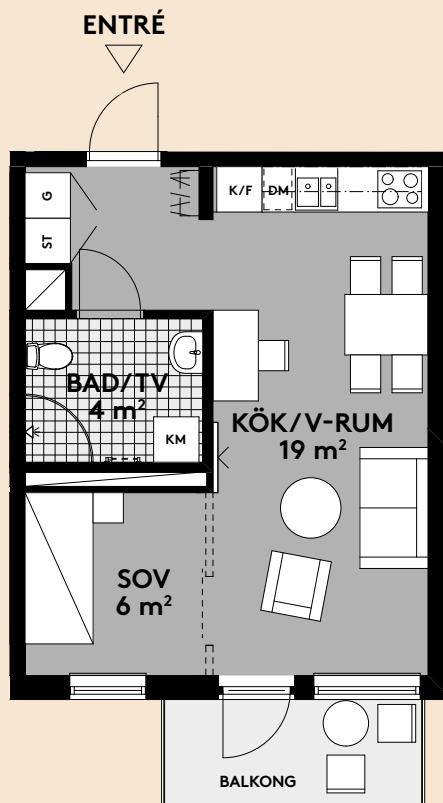 ENTRÉ
G
ST
K/F
DM
BAD/TV
4 m²
KM
KÖK/V-RUM
19 m²
SOV
6 m²
BALKONG